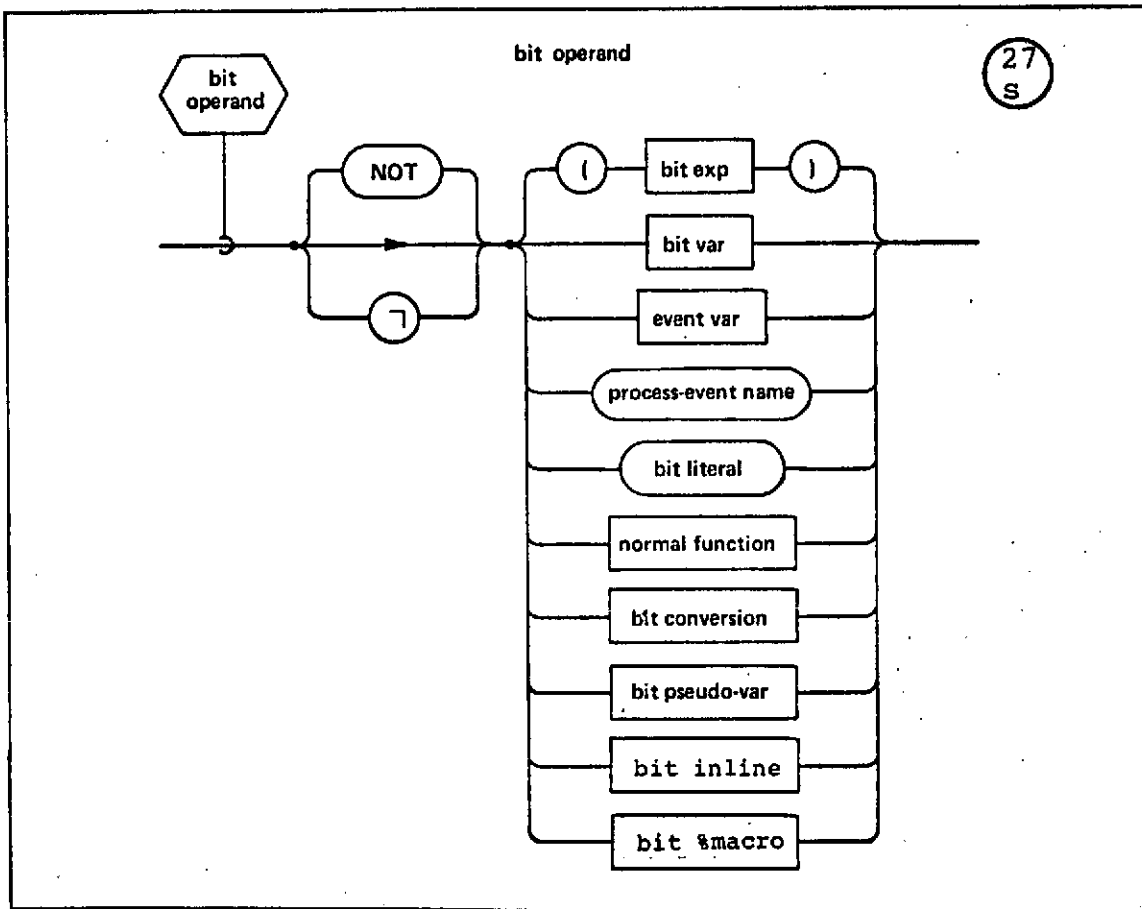 bit operand
27
S
bit
operand
NOT
( bit exp )
bit var
¬
event var
process-event name
bit literal
normal function
bit conversion
bit pseudo-var
bit inline
bit %macro